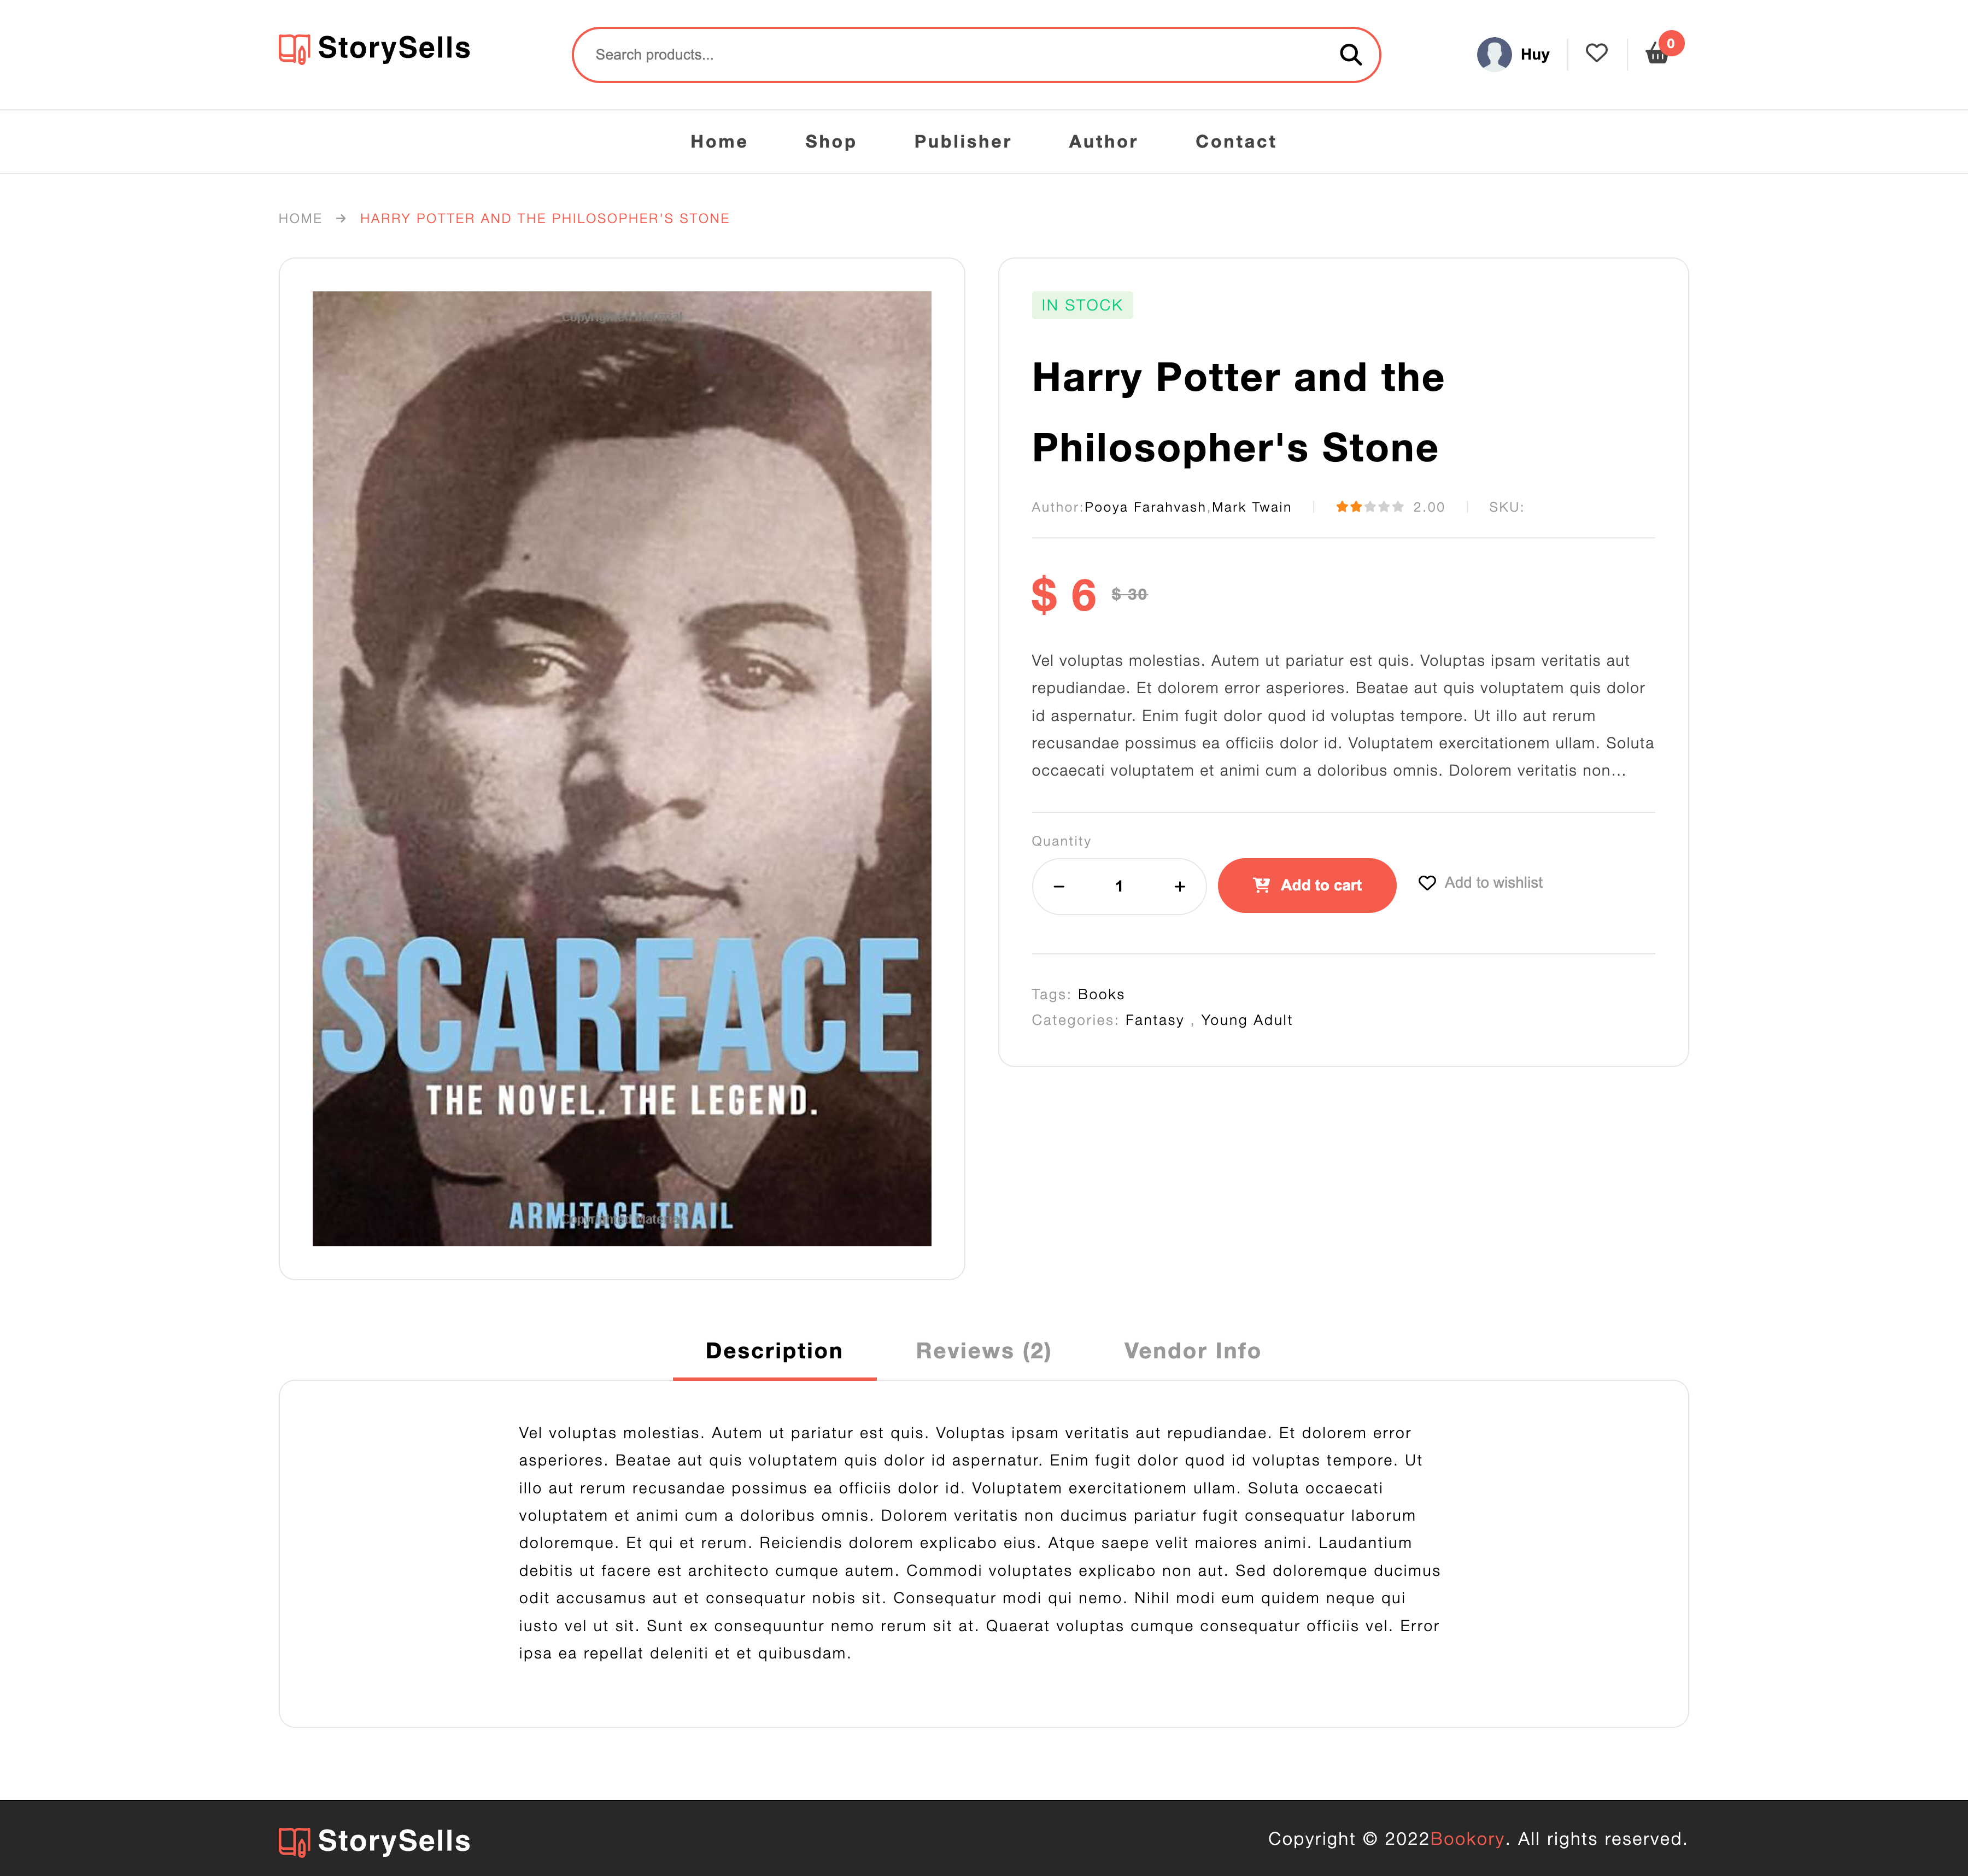 StorySells
Search products...
Huy
0
Home Shop Publisher Author Contact
HOME → HARRY POTTER AND THE PHILOSOPHER'S STONE
Copyrighted Material
SCARFACE
THE NOVEL. THE LEGEND.
ARMITAGE TRAIL
Copyrighted Material
IN STOCK
Harry Potter and the
Philosopher's Stone
Author:Pooya Farahvash,Mark Twain 2.00 SKU:
$ 6 $ 30
Vel voluptas molestias. Autem ut pariatur est quis. Voluptas ipsam veritatis aut
repudiandae. Et dolorem error asperiores. Beatae aut quis voluptatem quis dolor
id aspernatur. Enim fugit dolor quod id voluptas tempore. Ut illo aut rerum
recusandae possimus ea officiis dolor id. Voluptatem exercitationem ullam. Soluta
occaecati voluptatem et animi cum a doloribus omnis. Dolorem veritatis non...
Quantity
− 1 + Add to cart Add to wishlist
Tags: Books
Categories: Fantasy , Young Adult
Description Reviews (2) Vendor Info
Vel voluptas molestias. Autem ut pariatur est quis. Voluptas ipsam veritatis aut repudiandae. Et dolorem error
asperiores. Beatae aut quis voluptatem quis dolor id aspernatur. Enim fugit dolor quod id voluptas tempore. Ut
illo aut rerum recusandae possimus ea officiis dolor id. Voluptatem exercitationem ullam. Soluta occaecati
voluptatem et animi cum a doloribus omnis. Dolorem veritatis non ducimus pariatur fugit consequatur laborum
doloremque. Et qui et rerum. Reiciendis dolorem explicabo eius. Atque saepe velit maiores animi. Laudantium
debitis ut facere est architecto cumque autem. Commodi voluptates explicabo non aut. Sed doloremque ducimus
odit accusamus aut et consequatur nobis sit. Consequatur modi qui nemo. Nihil modi eum quidem neque qui
iusto vel ut sit. Sunt ex consequuntur nemo rerum sit at. Quaerat voluptas cumque consequatur officiis vel. Error
ipsa ea repellat deleniti et et quibusdam.
StorySells
Copyright © 2022Bookory. All rights reserved.